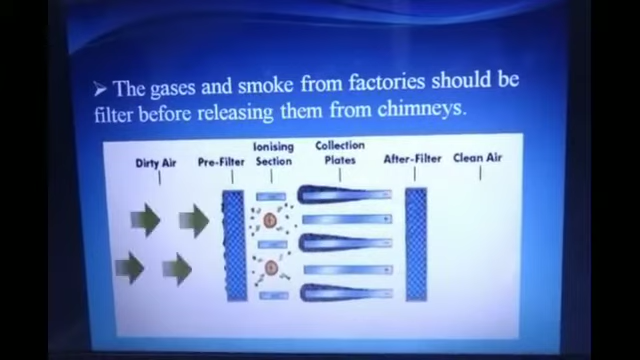 ➢ The gases and smoke from factories should be
filter before releasing them from chimneys.
Dirty Air
Pre-Filter
Ionising
Section
Collection
Plates
After-Filter
Clean Air